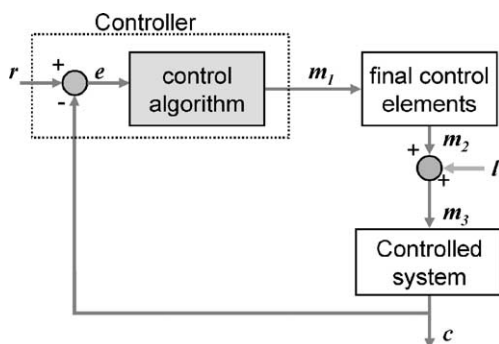 Controller
r
+
-
e
control
algorithm
m1
final control
elements
m2
+
+
l
m3
Controlled
system
c